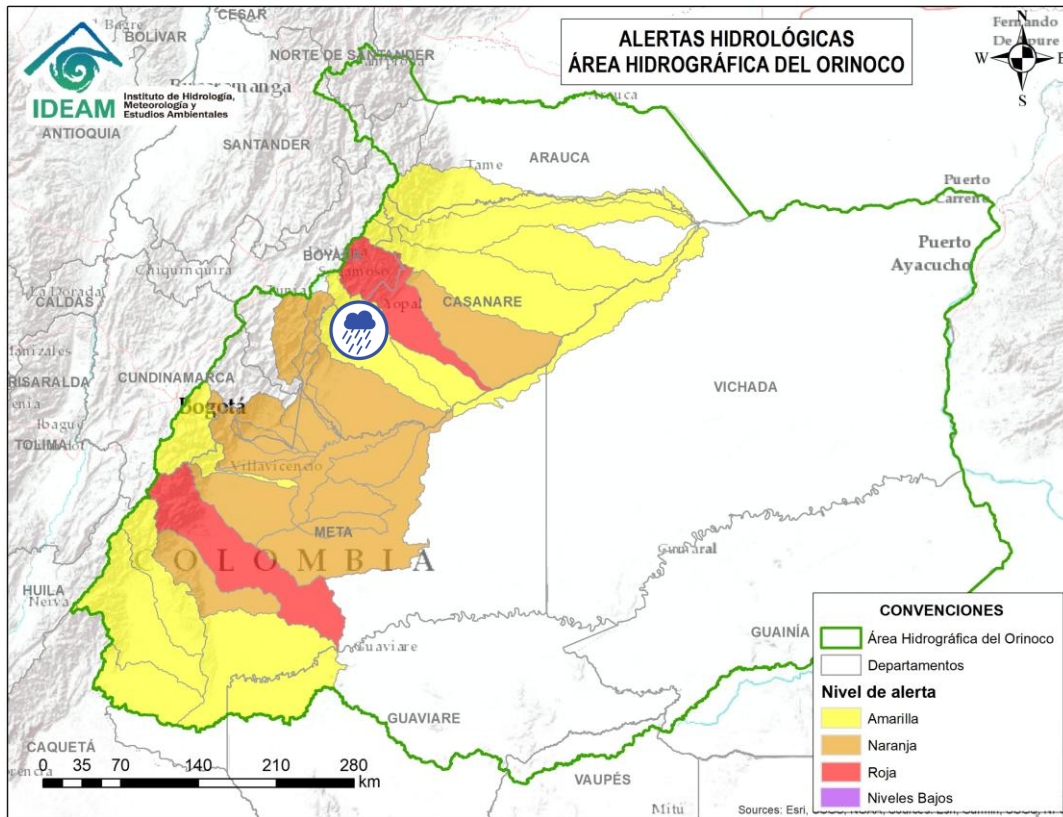 IDEAM
Instituto de Hidrología,
Meteorología y
Estudios Ambientales
ALERTAS HIDROLÓGICAS
ÁREA HIDROGRÁFICA DEL ORINOCO
N
W
S
CESAR
BOLÍVAR
NORTE DE SANTANDER
Arauca
ANTIOQUIA
SANTANDER
ARAUCA
Tame
Puerto
Carreño
Puerto
Ayacucho
Chiquinquirá
La Dorada
CALDAS
Yopal
CASANARE
CUNDINAMARCA
Bogotá
RISARALDA
Ibagué
TOLIMA
VICHADA
Villavicencio
META
COLOMBIA
HUILA
Neiva
Guaviare
GUAINÍA
GUAVIARE
CAQUETÁ
VAUPÉS
Mitú
0 35 70 140 210 280
km
CONVENCIONES
Área Hidrográfica del Orinoco
Departamentos
Nivel de alerta
Amarilla
Naranja
Roja
Niveles Bajos
Sources: Esri,